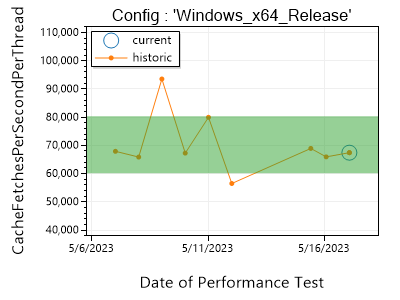 Config : 'Windows_x64_Release'
CacheFetchesPerSecondPerThread
110,000
100,000
90,000
80,000
70,000
60,000
50,000
40,000
current
historic
5/6/2023
5/11/2023
5/16/2023
Date of Performance Test